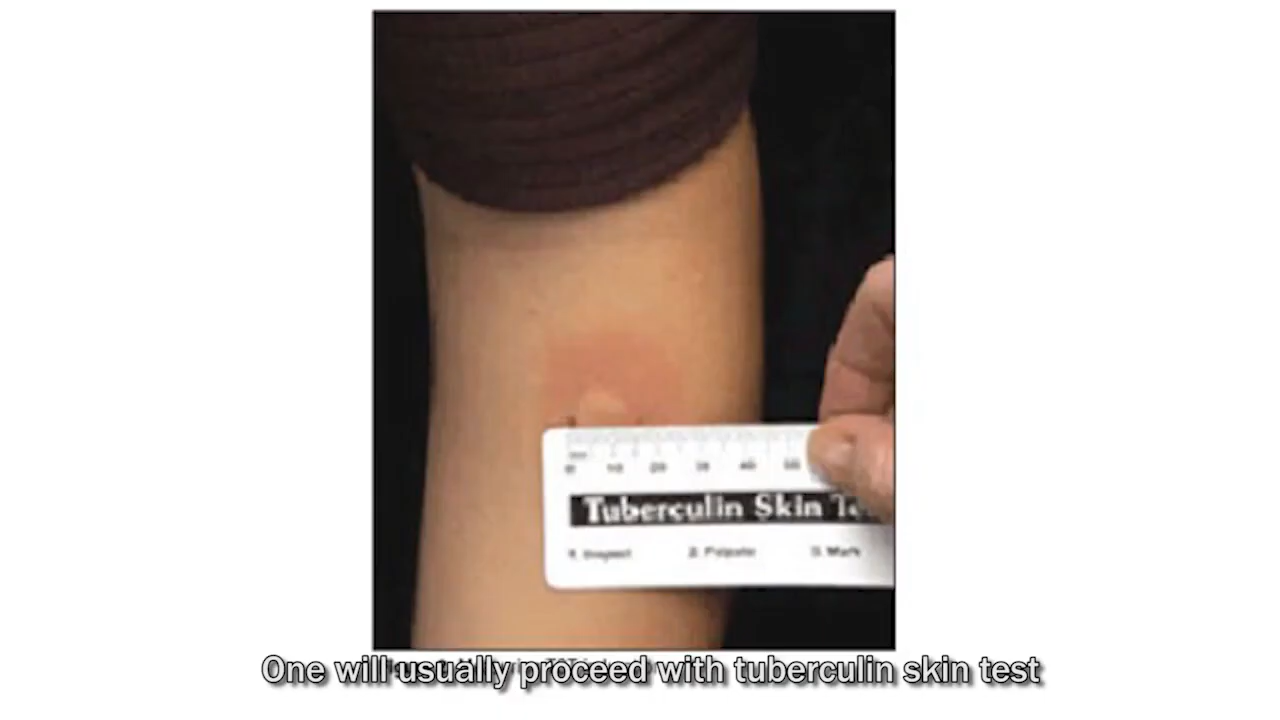 0 10 20 30 40 50
Tuberculin Skin
1. Inspect 2. Palpate 3. Mark
One will usually proceed with tuberculin skin test